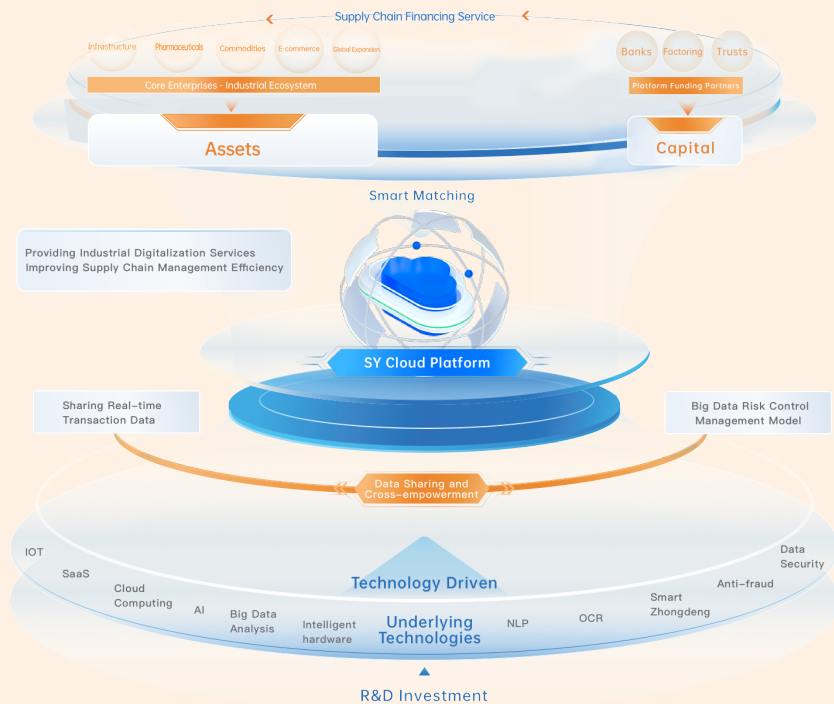 Supply Chain Financing Service
Infrastructure
Pharmaceuticals
Commodities
E-commerce
Global Expansion
Banks
Factoring
Trusts
Core Enterprises - Industrial Ecosystem
Platform Funding Partners
Assets
Capital
Smart Matching
Providing Industrial Digitalization Services
Improving Supply Chain Management Efficiency
SY Cloud Platform
Sharing Real-time
Transaction Data
Big Data Risk Control
Management Model
Data Sharing and
Cross-empowerment
Technology Driven
IOT
SaaS
Cloud
Computing
AI
Big Data
Analysis
Intelligent
hardware
Underlying
Technologies
NLP
OCR
Smart
Zhongdeng
Anti-fraud
Data
Security
R&D Investment